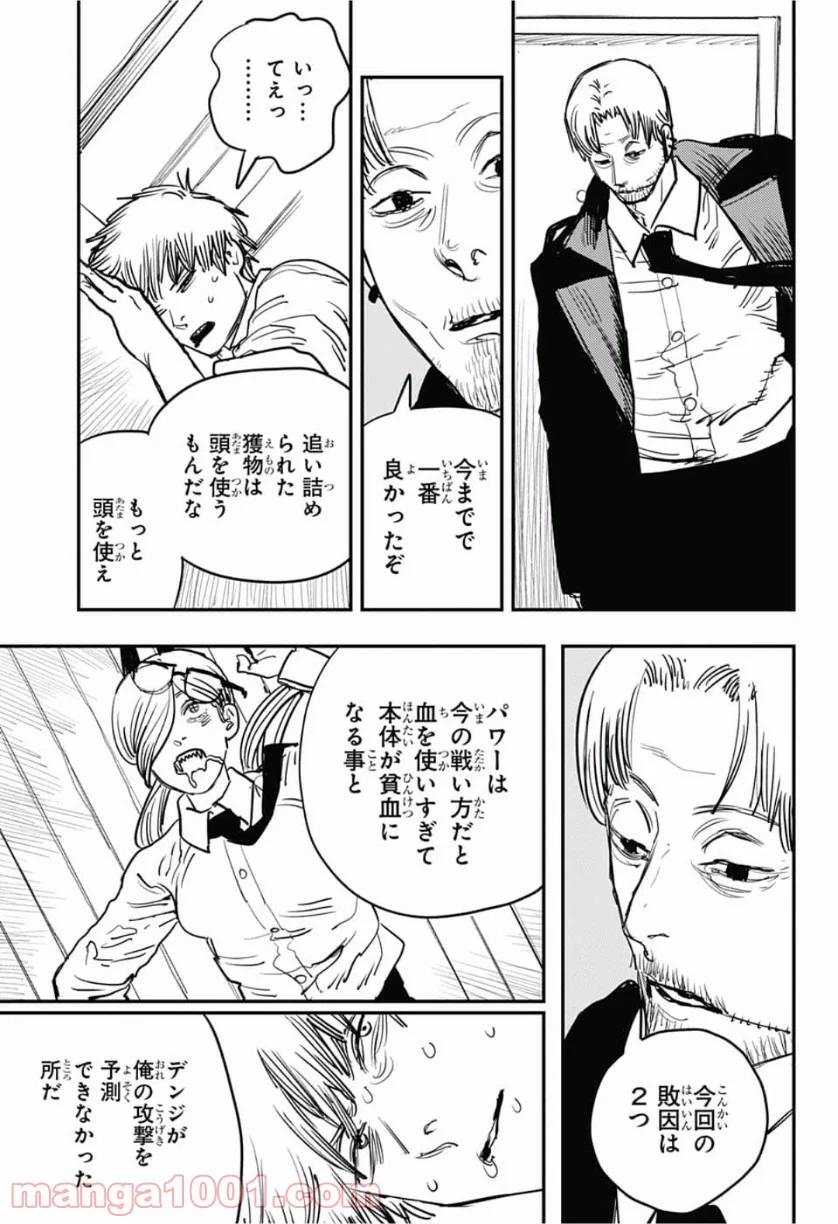 今までで
一番
良かったぞ
いっ…
てえっ
………
………
追い詰め
られた
獲物は
頭を使う
もんだな
もっと
頭を使え
今回の
敗因は
2つ
パワーは
今の戦い方だと
血を使いすぎて
本体が貧血に
なる事と
デンジが
俺の攻撃を
予測
できなかった
所だ
manga1001.com